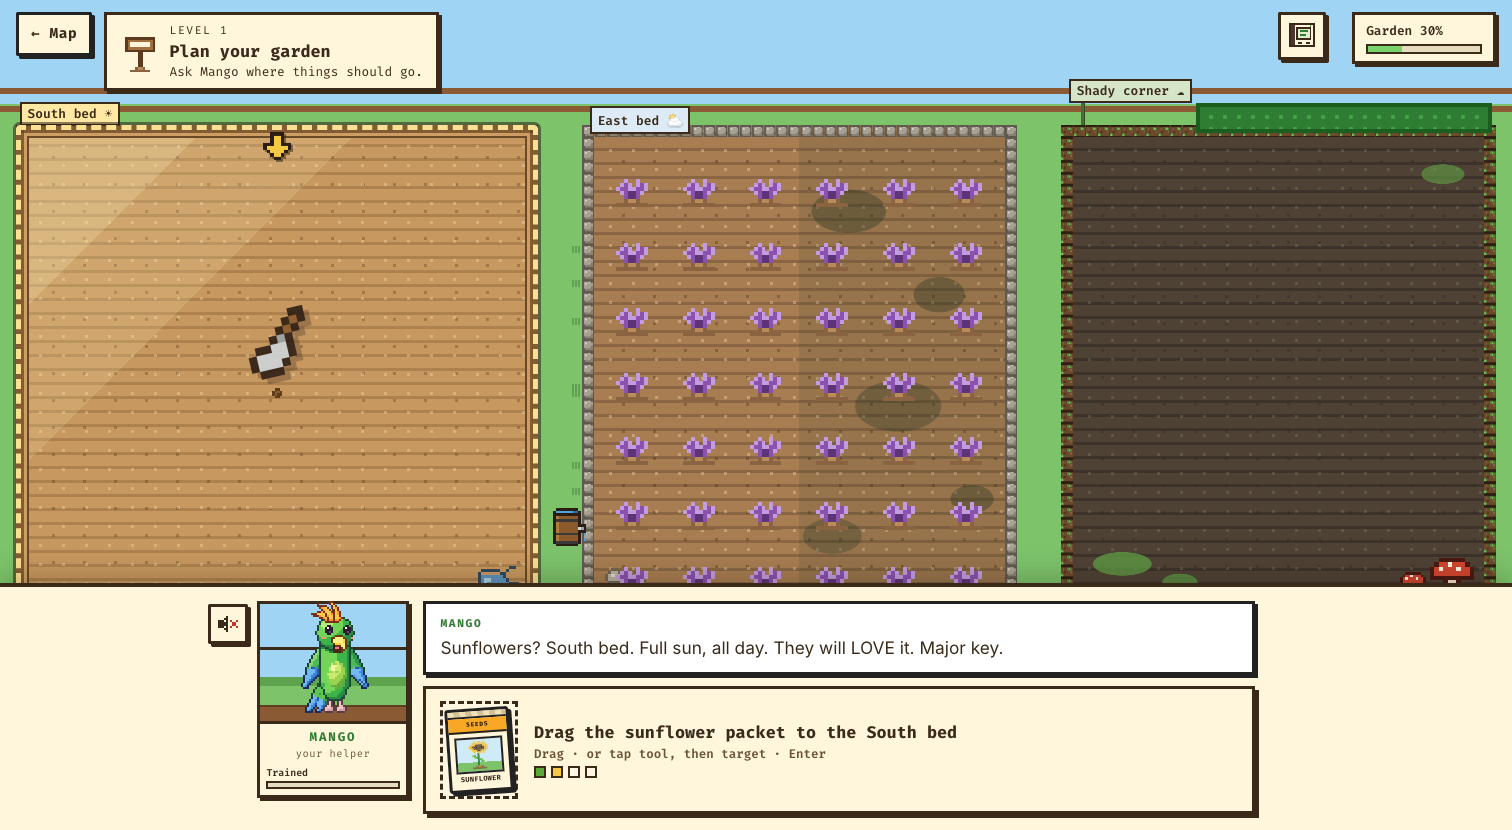 ← Map
LEVEL 1
Plan your garden
Ask Mango where things should go.
Garden 30%
South bed ☀
East bed ⛅
Shady corner ☁
MANGO
Sunflowers? South bed. Full sun, all day. They will LOVE it. Major key.
MANGO
your helper
Trained
SEEDS
SUNFLOWER
Drag the sunflower packet to the South bed
Drag · or tap tool, then target · Enter